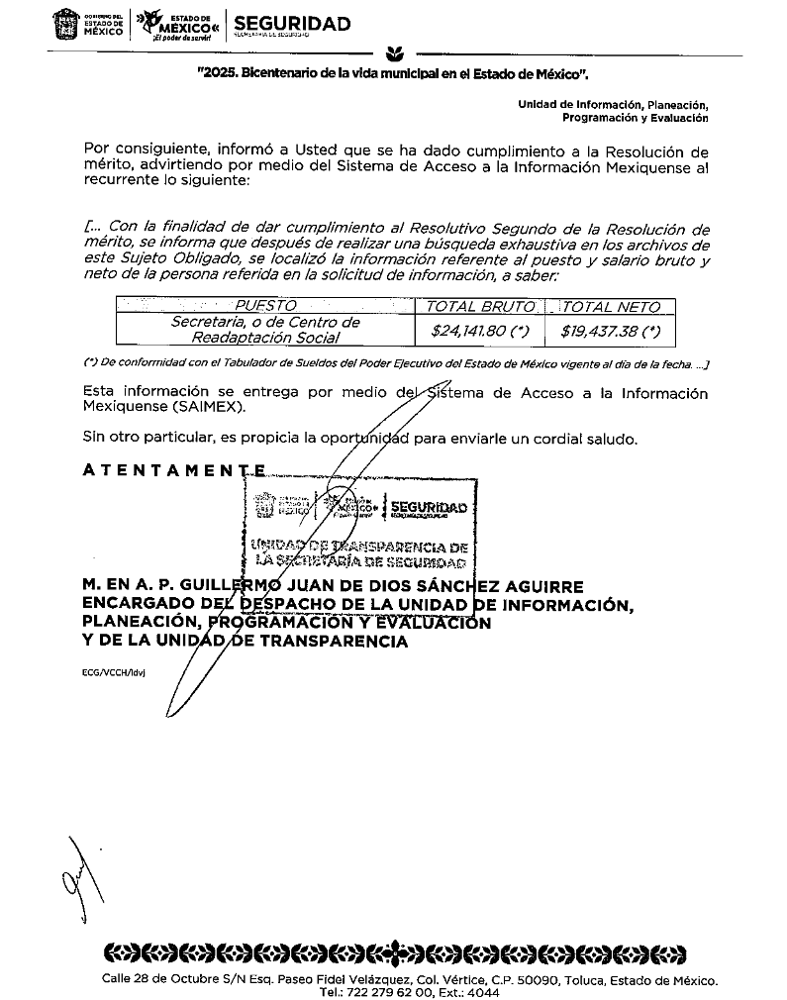 GOBIERNO DEL
ESTADO DE
MÉXICO
ESTADO DE
MÉXICO
¡El poder de servir!
SEGURIDAD
SECRETARÍA DE SEGURIDAD
"2025. Bicentenario de la vida municipal en el Estado de México".
Unidad de Información, Planeación,
Programación y Evaluación
Por consiguiente, informó a Usted que se ha dado cumplimiento a la Resolución de
mérito, advirtiendo por medio del Sistema de Acceso a la Información Mexiquense al
recurrente lo siguiente:
[... Con la finalidad de dar cumplimiento al Resolutivo Segundo de la Resolución de
mérito, se informa que después de realizar una búsqueda exhaustiva en los archivos de
este Sujeto Obligado, se localizó la información referente al puesto y salario bruto y
neto de la persona referida en la solicitud de información, a saber:
PUESTO TOTAL BRUTO TOTAL NETO
Secretaria, o de Centro de
Readaptación Social
$24,141.80 (*) $19,437.38 (*)
(*) De conformidad con el Tabulador de Sueldos del Poder Ejecutivo del Estado de México vigente al día de la fecha. ...]
Esta información se entrega por medio del Sistema de Acceso a la Información
Mexiquense (SAIMEX).
Sin otro particular, es propicia la oportunidad para enviarle un cordial saludo.
A T E N T A M E N T E
MÉXICO
MÉXICO
SEGURIDAD
UNIDAD DE TRANSPARENCIA DE
LA SECRETARÍA DE SEGURIDAD
M. EN A. P. GUILLERMO JUAN DE DIOS SÁNCHEZ AGUIRRE
ENCARGADO DEL DESPACHO DE LA UNIDAD DE INFORMACIÓN,
PLANEACIÓN, PROGRAMACIÓN Y EVALUACIÓN
Y DE LA UNIDAD DE TRANSPARENCIA
ECG/VCCH/ldvj
Calle 28 de Octubre S/N Esq. Paseo Fidel Velázquez, Col. Vértice, C.P. 50090, Toluca, Estado de México.
Tel.: 722 279 62 00, Ext.: 4044